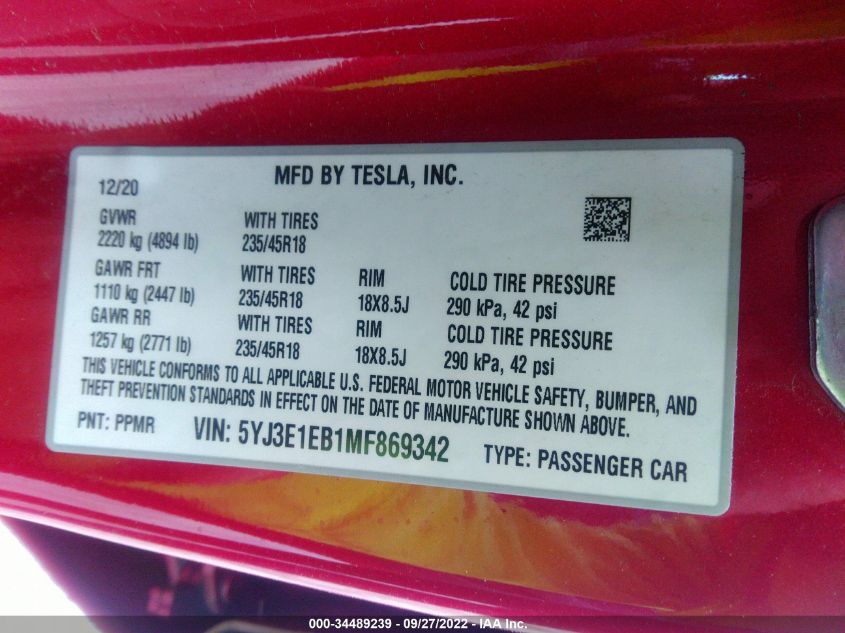 MFD BY TESLA, INC.
12/20
GVWR WITH TIRES
2220 kg (4894 lb) 235/45R18
GAWR FRT WITH TIRES RIM COLD TIRE PRESSURE
1110 kg (2447 lb) 235/45R18 18X8.5J 290 kPa, 42 psi
GAWR RR WITH TIRES RIM COLD TIRE PRESSURE
1257 kg (2771 lb) 235/45R18 18X8.5J 290 kPa, 42 psi
THIS VEHICLE CONFORMS TO ALL APPLICABLE U.S. FEDERAL MOTOR VEHICLE SAFETY, BUMPER, AND
THEFT PREVENTION STANDARDS IN EFFECT ON THE DATE OF MANUFACTURE SHOWN ABOVE.
PNT: PPMR VIN: 5YJ3E1EB1MF869342 TYPE: PASSENGER CAR
000-34489239 - 09/27/2022 - IAA Inc.